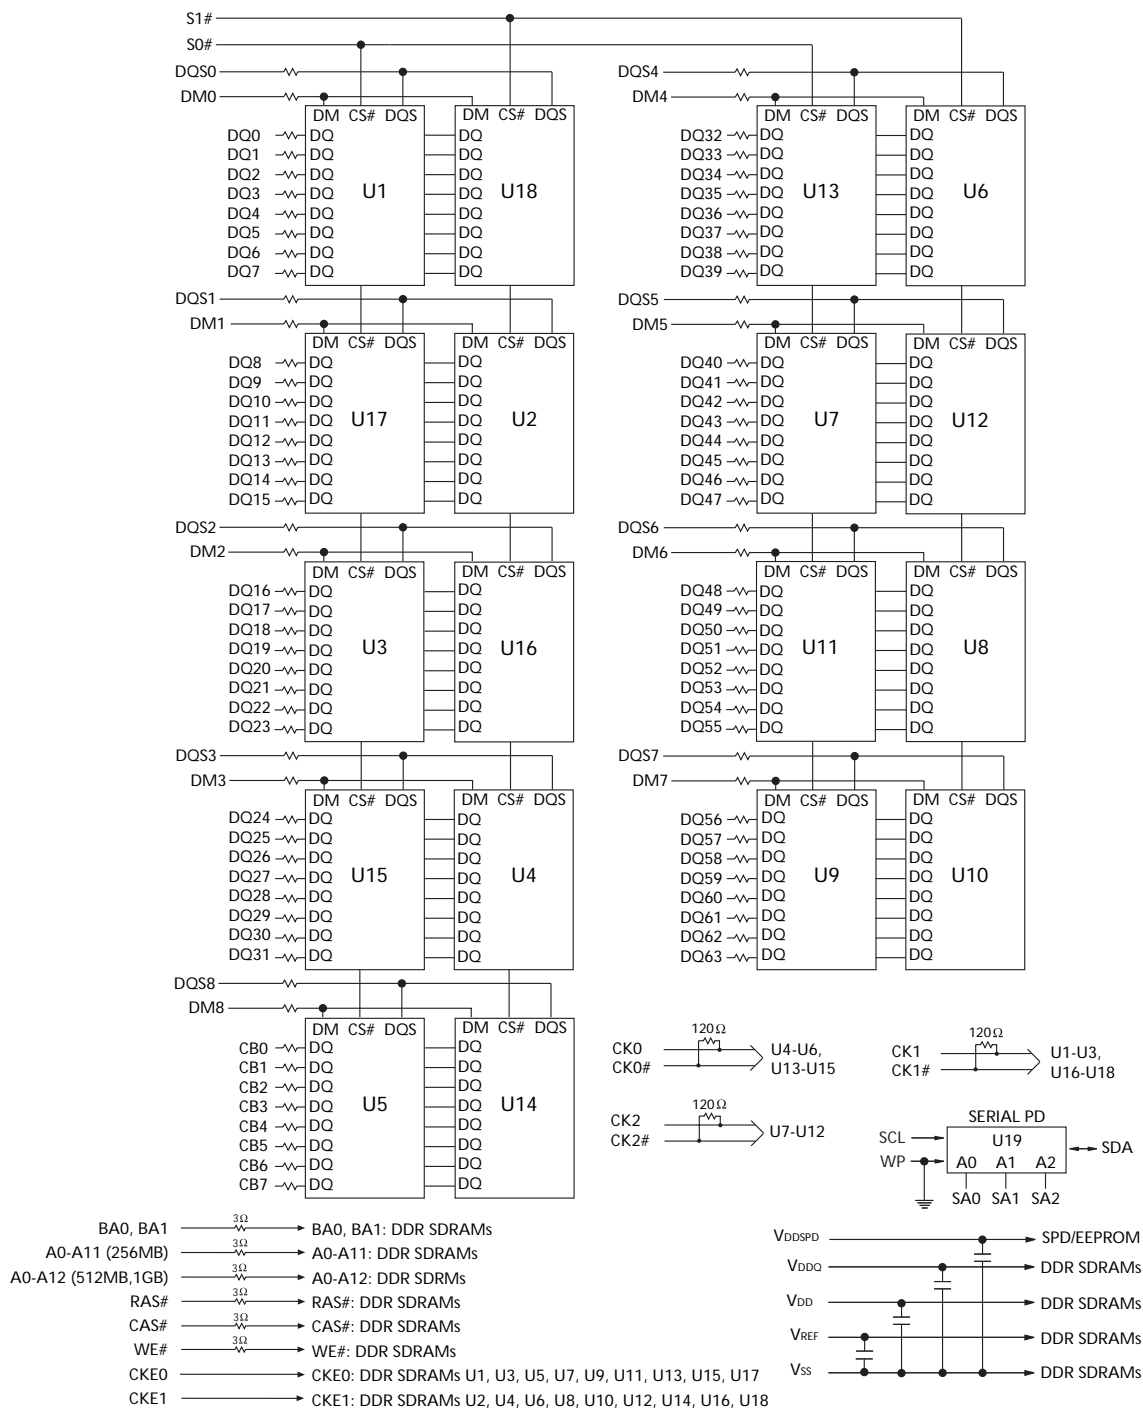 S1#
S0#
DQS0
DM0
DM CS# DQS
DM CS# DQS
DQ0 DQ DQ
DQ1 DQ DQ
DQ2 DQ DQ
DQ3 DQ DQ
DQ4 DQ DQ
DQ5 DQ DQ
DQ6 DQ DQ
DQ7 DQ DQ
U1
U18
DQS4
DM4
DM CS# DQS
DM CS# DQS
DQ32 DQ DQ
DQ33 DQ DQ
DQ34 DQ DQ
DQ35 DQ DQ
DQ36 DQ DQ
DQ37 DQ DQ
DQ38 DQ DQ
DQ39 DQ DQ
U13
U6
DQS1
DM1
DM CS# DQS
DM CS# DQS
DQ8 DQ DQ
DQ9 DQ DQ
DQ10 DQ DQ
DQ11 DQ DQ
DQ12 DQ DQ
DQ13 DQ DQ
DQ14 DQ DQ
DQ15 DQ DQ
U17
U2
DQS5
DM5
DM CS# DQS
DM CS# DQS
DQ40 DQ DQ
DQ41 DQ DQ
DQ42 DQ DQ
DQ43 DQ DQ
DQ44 DQ DQ
DQ45 DQ DQ
DQ46 DQ DQ
DQ47 DQ DQ
U7
U12
DQS2
DM2
DM CS# DQS
DM CS# DQS
DQ16 DQ DQ
DQ17 DQ DQ
DQ18 DQ DQ
DQ19 DQ DQ
DQ20 DQ DQ
DQ21 DQ DQ
DQ22 DQ DQ
DQ23 DQ DQ
U3
U16
DQS6
DM6
DM CS# DQS
DM CS# DQS
DQ48 DQ DQ
DQ49 DQ DQ
DQ50 DQ DQ
DQ51 DQ DQ
DQ52 DQ DQ
DQ53 DQ DQ
DQ54 DQ DQ
DQ55 DQ DQ
U11
U8
DQS3
DM3
DM CS# DQS
DM CS# DQS
DQ24 DQ DQ
DQ25 DQ DQ
DQ26 DQ DQ
DQ27 DQ DQ
DQ28 DQ DQ
DQ29 DQ DQ
DQ30 DQ DQ
DQ31 DQ DQ
U15
U4
DQS7
DM7
DM CS# DQS
DM CS# DQS
DQ56 DQ DQ
DQ57 DQ DQ
DQ58 DQ DQ
DQ59 DQ DQ
DQ60 DQ DQ
DQ61 DQ DQ
DQ62 DQ DQ
DQ63 DQ DQ
U9
U10
DQS8
DM8
DM CS# DQS
DM CS# DQS
CB0 DQ DQ
CB1 DQ DQ
CB2 DQ DQ
CB3 DQ DQ
CB4 DQ DQ
CB5 DQ DQ
CB6 DQ DQ
CB7 DQ DQ
U5
U14
120Ω
CK0
CK0#
U4-U6,
U13-U15
120Ω
CK1
CK1#
U1-U3,
U16-U18
120Ω
CK2
CK2#
U7-U12
SERIAL PD
U19
SCL
WP
A0 A1 A2
SDA
SA0 SA1 SA2
BA0, BA1 3Ω BA0, BA1: DDR SDRAMs
A0-A11 (256MB) 3Ω A0-A11: DDR SDRAMs
A0-A12 (512MB,1GB) 3Ω A0-A12: DDR SDRMs
RAS# 3Ω RAS#: DDR SDRAMs
CAS# 3Ω CAS#: DDR SDRAMs
WE# 3Ω WE#: DDR SDRAMs
CKE0 CKE0: DDR SDRAMs U1, U3, U5, U7, U9, U11, U13, U15, U17
CKE1 CKE1: DDR SDRAMs U2, U4, U6, U8, U10, U12, U14, U16, U18
VDDSPD SPD/EEPROM
VDDQ DDR SDRAMs
VDD DDR SDRAMs
VREF DDR SDRAMs
VSS DDR SDRAMs